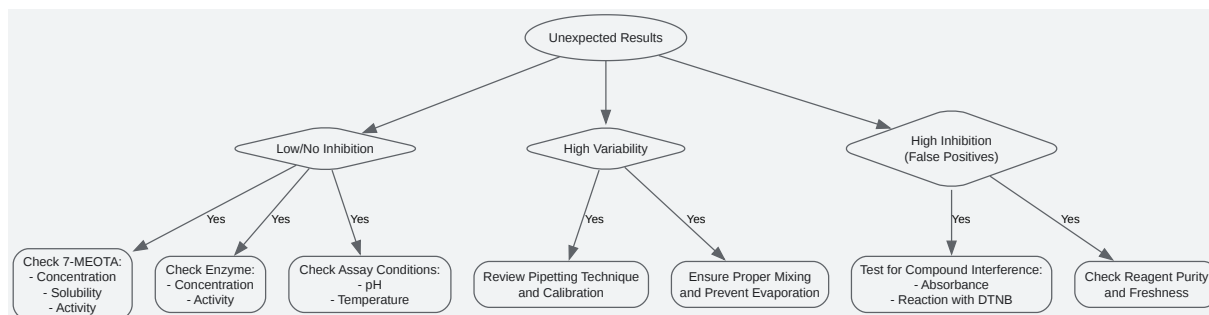 Unexpected Results
Low/No Inhibition
High Variability
High Inhibition
(False Positives)
Yes
Yes
Yes
Yes
Yes
Yes
Yes
Check 7-MEOTA:
- Concentration
- Solubility
- Activity
Check Enzyme:
- Concentration
- Activity
Check Assay Conditions:
- pH
- Temperature
Review Pipetting Technique
and Calibration
Ensure Proper Mixing
and Prevent Evaporation
Test for Compound Interference:
- Absorbance
- Reaction with DTNB
Check Reagent Purity
and Freshness